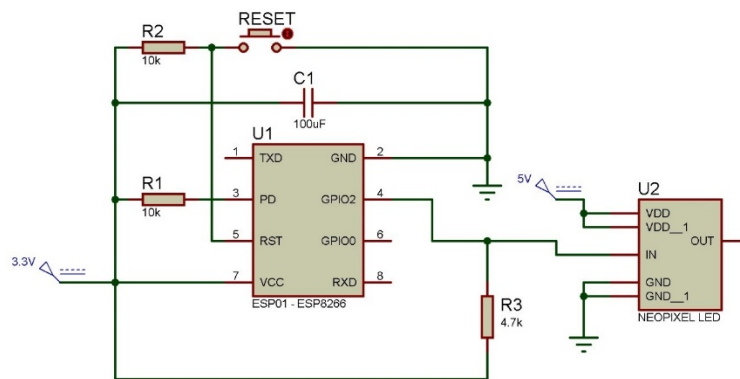 RESET
R2
10k
C1
100uF
U1
1 TXD GND 2
R1
10k
3 PD GPIO2 4
5 RST GPIO0 6
7 VCC RXD 8
ESP01 - ESP8266
3.3V
5V
U2
VDD
VDD__1
OUT
IN
GND
GND__1
NEOPIXEL LED
R3
4.7k